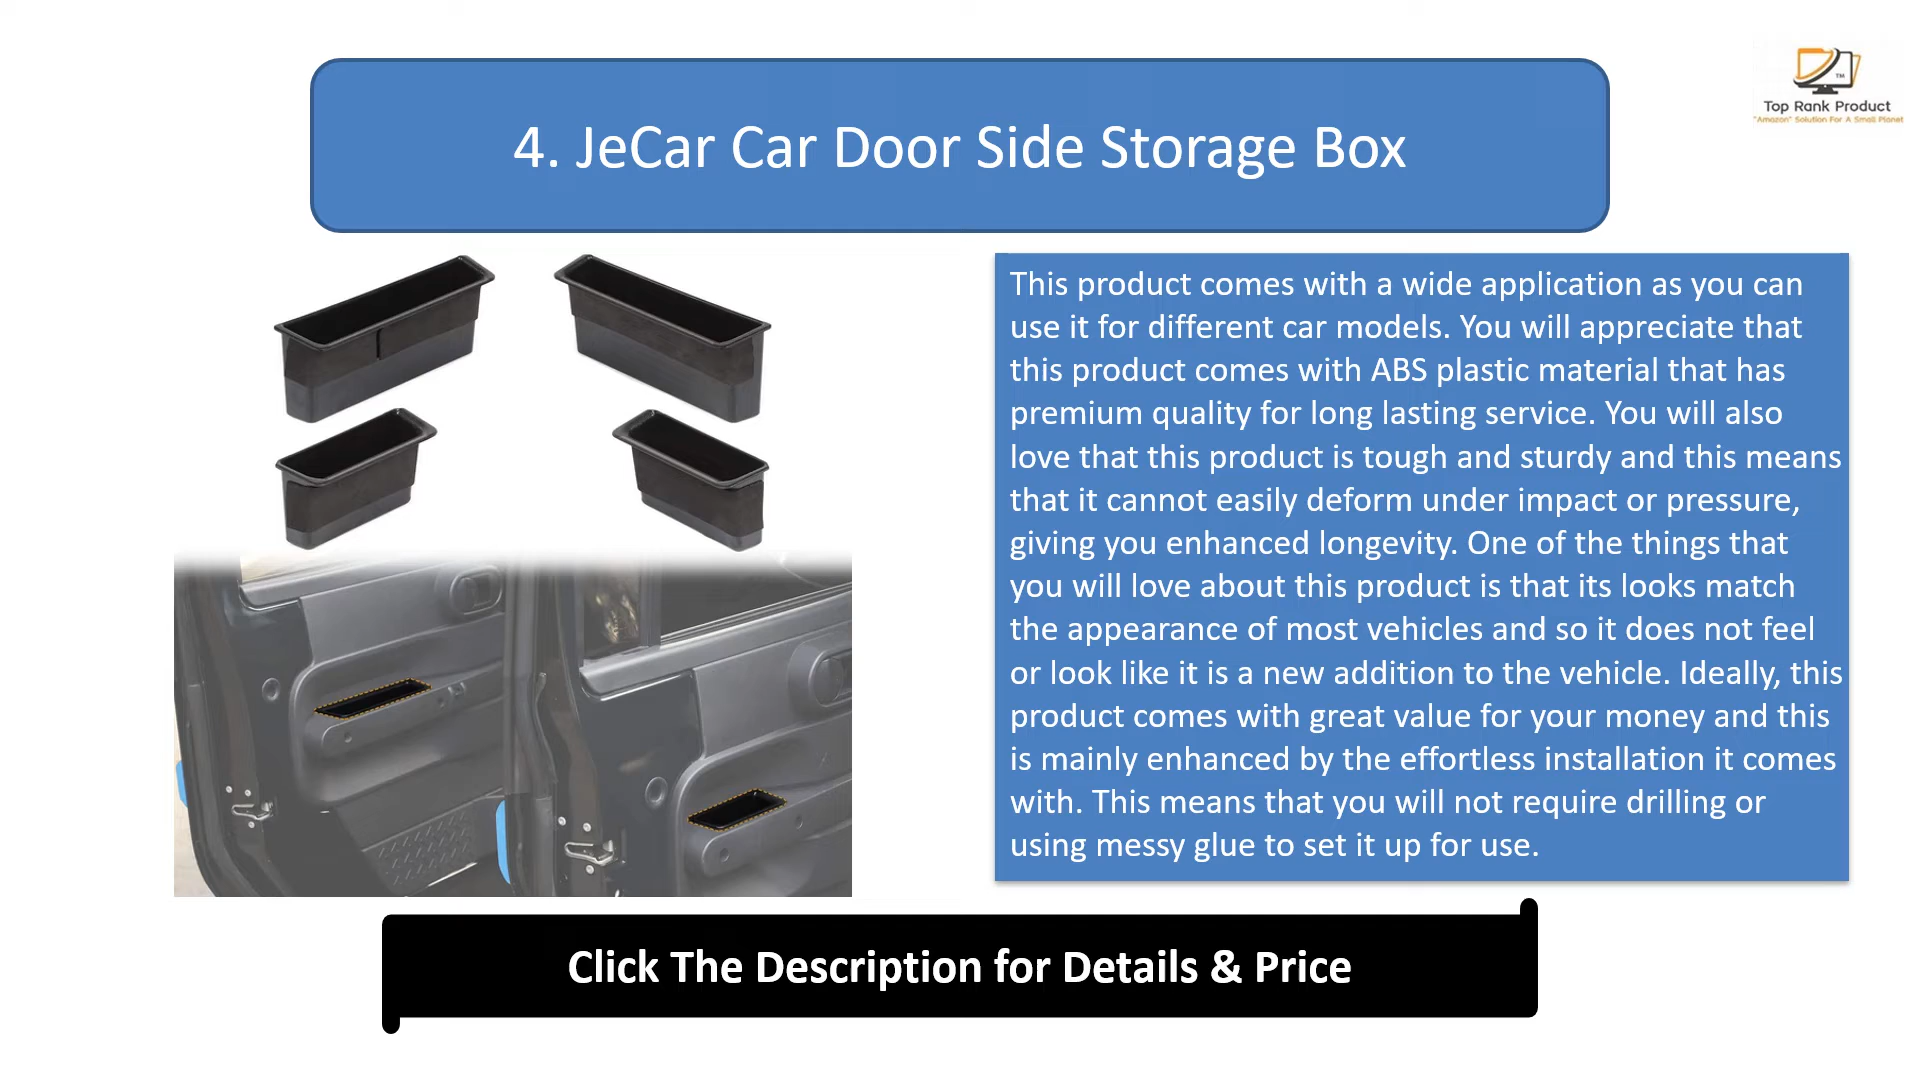 4. JeCar Car Door Side Storage Box
TM
Top Rank Product
"Amazon" Solution For A Small Planet
This product comes with a wide application as you can
use it for different car models. You will appreciate that
this product comes with ABS plastic material that has
premium quality for long lasting service. You will also
love that this product is tough and sturdy and this means
that it cannot easily deform under impact or pressure,
giving you enhanced longevity. One of the things that
you will love about this product is that its looks match
the appearance of most vehicles and so it does not feel
or look like it is a new addition to the vehicle. Ideally, this
product comes with great value for your money and this
is mainly enhanced by the effortless installation it comes
with. This means that you will not require drilling or
using messy glue to set it up for use.
Click The Description for Details & Price